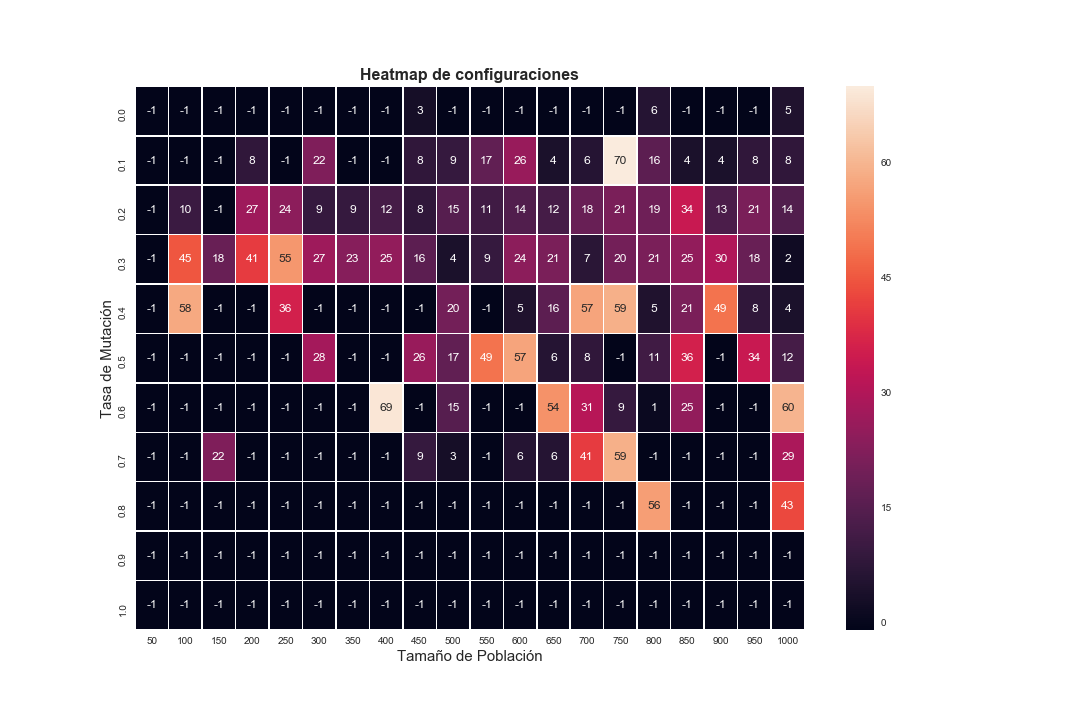 Heatmap de configuraciones
0.0 -1 -1 -1 -1 -1 -1 -1 -1 3 -1 -1 -1 -1 -1 -1 6 -1 -1 -1 5
0.1 -1 -1 -1 8 -1 22 -1 -1 8 9 17 26 4 6 70 16 4 4 8 8
0.2 -1 10 -1 27 24 9 9 12 8 15 11 14 12 18 21 19 34 13 21 14
0.3 -1 45 18 41 55 27 23 25 16 4 9 24 21 7 20 21 25 30 18 2
0.4 -1 58 -1 -1 36 -1 -1 -1 -1 20 -1 5 16 57 59 5 21 49 8 4
0.5 -1 -1 -1 -1 -1 28 -1 -1 26 17 49 57 6 8 -1 11 36 -1 34 12
0.6 -1 -1 -1 -1 -1 -1 -1 69 -1 15 -1 -1 54 31 9 1 25 -1 -1 60
0.7 -1 -1 22 -1 -1 -1 -1 -1 9 3 -1 6 6 41 59 -1 -1 -1 -1 29
0.8 -1 -1 -1 -1 -1 -1 -1 -1 -1 -1 -1 -1 -1 -1 -1 56 -1 -1 -1 43
0.9 -1 -1 -1 -1 -1 -1 -1 -1 -1 -1 -1 -1 -1 -1 -1 -1 -1 -1 -1 -1
1.0 -1 -1 -1 -1 -1 -1 -1 -1 -1 -1 -1 -1 -1 -1 -1 -1 -1 -1 -1 -1
50 100 150 200 250 300 350 400 450 500 550 600 650 700 750 800 850 900 950 1000
Tamaño de Población
Tasa de Mutación
60
45
30
15
0